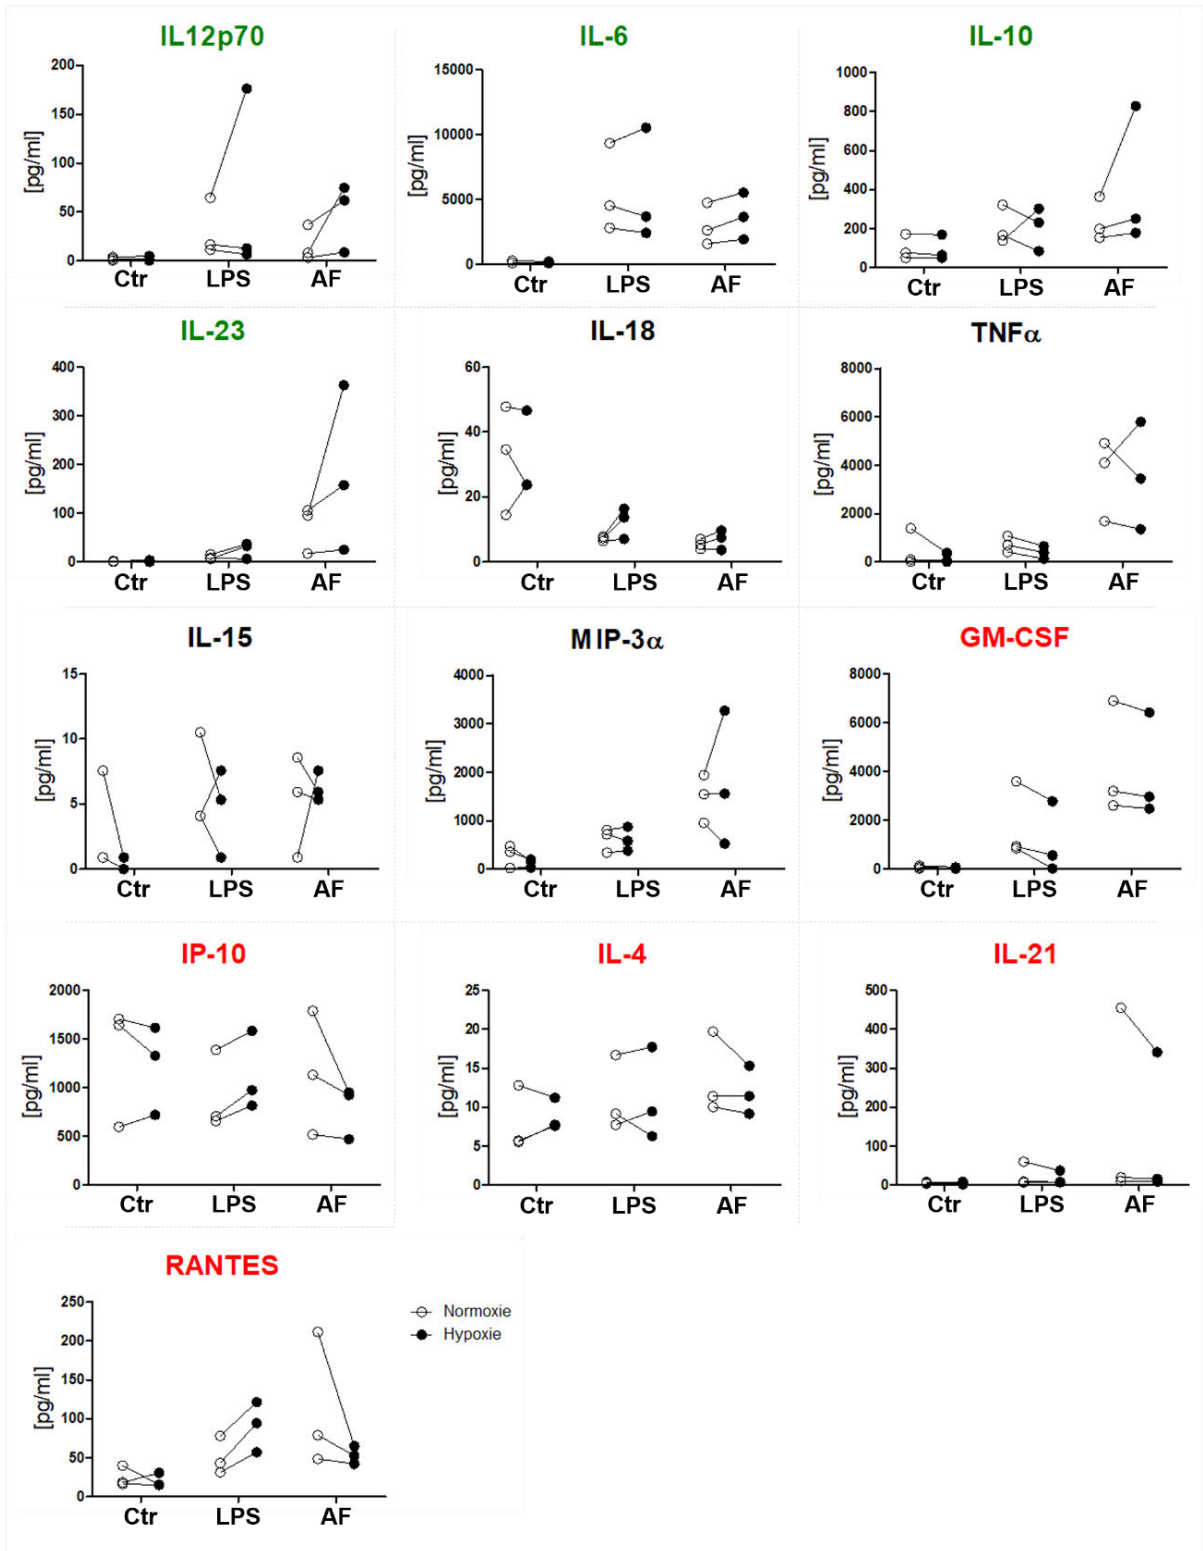 IL12p70
200
150
100
50
0
[pg/ml]
Ctr LPS AF
IL-6
15000
10000
5000
0
[pg/ml]
Ctr LPS AF
IL-10
1000
800
600
400
200
0
[pg/ml]
Ctr LPS AF
IL-23
400
300
200
100
0
[pg/ml]
Ctr LPS AF
IL-18
60
40
20
0
[pg/ml]
Ctr LPS AF
TNFα
8000
6000
4000
2000
0
[pg/ml]
Ctr LPS AF
IL-15
15
10
5
0
[pg/ml]
Ctr LPS AF
MIP-3α
4000
3000
2000
1000
0
[pg/ml]
Ctr LPS AF
GM-CSF
8000
6000
4000
2000
0
[pg/ml]
Ctr LPS AF
IP-10
2000
1500
1000
500
0
[pg/ml]
Ctr LPS AF
IL-4
25
20
15
10
5
0
[pg/ml]
Ctr LPS AF
IL-21
500
400
300
200
100
0
[pg/ml]
Ctr LPS AF
RANTES
250
200
150
100
50
0
[pg/ml]
Ctr LPS AF
Normoxie
Hypoxie